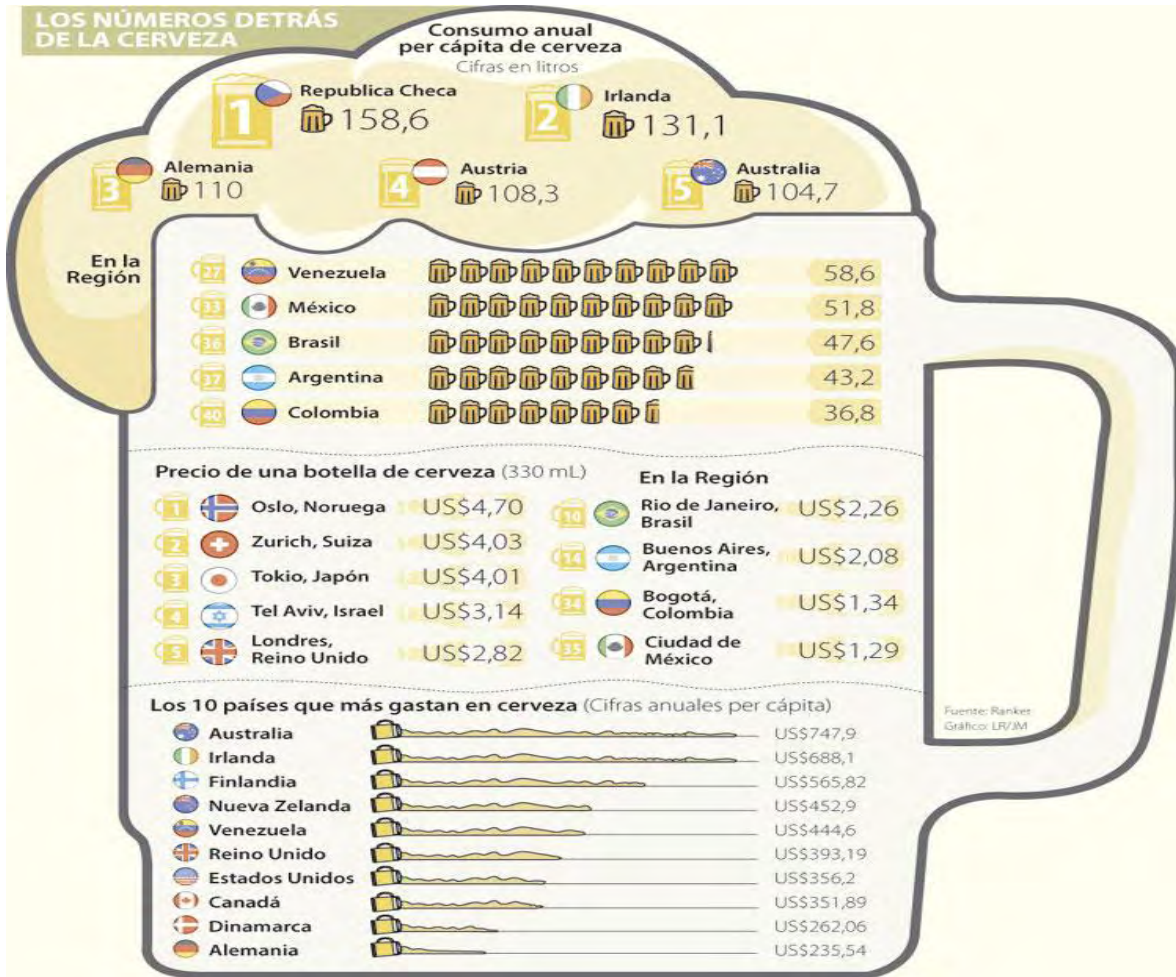 LOS NÚMEROS DETRÁS
DE LA CERVEZA
Consumo anual
per cápita de cerveza
Cifras en litros
1 Republica Checa
158,6
2 Irlanda
131,1
3 Alemania
110
4 Austria
108,3
5 Australia
104,7
En la
Región
27 Venezuela 58,6
33 México 51,8
36 Brasil 47,6
37 Argentina 43,2
40 Colombia 36,8
Precio de una botella de cerveza (330 mL)
1 Oslo, Noruega US$4,70
2 Zurich, Suiza US$4,03
3 Tokio, Japón US$4,01
4 Tel Aviv, Israel US$3,14
5 Londres,
Reino Unido US$2,82
En la Región
10 Rio de Janeiro,
Brasil US$2,26
14 Buenos Aires,
Argentina US$2,08
34 Bogotá,
Colombia US$1,34
35 Ciudad de
México US$1,29
Los 10 países que más gastan en cerveza (Cifras anuales per cápita)
Australia US$747,9
Irlanda US$688,1
Finlandia US$565,82
Nueva Zelanda US$452,9
Venezuela US$444,6
Reino Unido US$393,19
Estados Unidos US$356,2
Canadá US$351,89
Dinamarca US$262,06
Alemania US$235,54
Fuente: Ranker
Gráfico: LR/JM